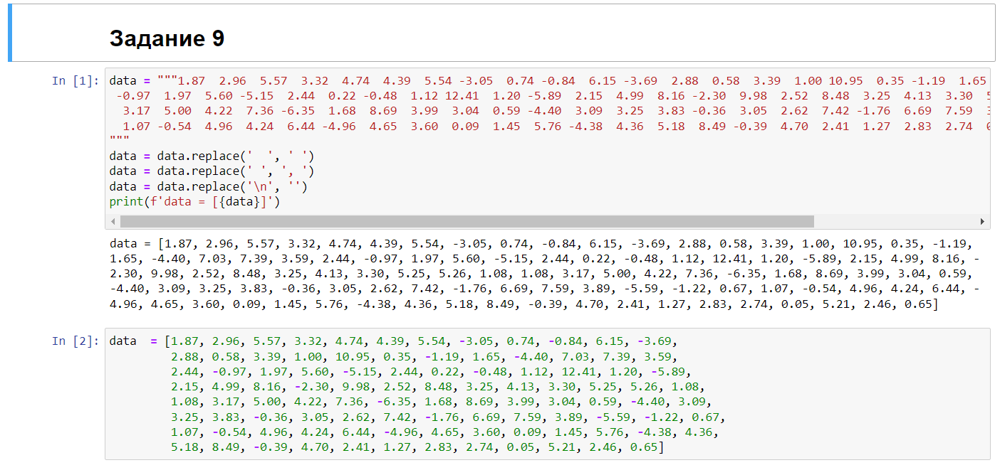 Задание 9
In [1]: data = """1.87  2.96  5.57  3.32  4.74  4.39  5.54 -3.05  0.74 -0.84  6.15 -3.69  2.88  0.58  3.39  1.00 10.95  0.35 -1.19  1.65
 -0.97  1.97  5.60 -5.15  2.44  0.22 -0.48  1.12 12.41  1.20 -5.89  2.15  4.99  8.16 -2.30  9.98  2.52  8.48  3.25  4.13  3.30
  3.17  5.00  4.22  7.36 -6.35  1.68  8.69  3.99  3.04  0.59 -4.40  3.09  3.25  3.83 -0.36  3.05  2.62  7.42 -1.76  6.69  7.59
  1.07 -0.54  4.96  4.24  6.44 -4.96  4.65  3.60  0.09  1.45  5.76 -4.38  4.36  5.18  8.49 -0.39  4.70  2.41  1.27  2.83  2.74
"""
data = data.replace('  ', ' ')
data = data.replace(' ', ', ')
data = data.replace('\n', '')
print(f'data = [{data}]')
data = [1.87, 2.96, 5.57, 3.32, 4.74, 4.39, 5.54, -3.05, 0.74, -0.84, 6.15, -3.69, 2.88, 0.58, 3.39, 1.00, 10.95, 0.35, -1.19,
1.65, -4.40, 7.03, 7.39, 3.59, 2.44, -0.97, 1.97, 5.60, -5.15, 2.44, 0.22, -0.48, 1.12, 12.41, 1.20, -5.89, 2.15, 4.99, 8.16, -
2.30, 9.98, 2.52, 8.48, 3.25, 4.13, 3.30, 5.25, 5.26, 1.08, 1.08, 3.17, 5.00, 4.22, 7.36, -6.35, 1.68, 8.69, 3.99, 3.04, 0.59,
-4.40, 3.09, 3.25, 3.83, -0.36, 3.05, 2.62, 7.42, -1.76, 6.69, 7.59, 3.89, -5.59, -1.22, 0.67, 1.07, -0.54, 4.96, 4.24, 6.44, -
4.96, 4.65, 3.60, 0.09, 1.45, 5.76, -4.38, 4.36, 5.18, 8.49, -0.39, 4.70, 2.41, 1.27, 2.83, 2.74, 0.05, 5.21, 2.46, 0.65]
In [2]: data  = [1.87, 2.96, 5.57, 3.32, 4.74, 4.39, 5.54, -3.05, 0.74, -0.84, 6.15, -3.69,
2.88, 0.58, 3.39, 1.00, 10.95, 0.35, -1.19, 1.65, -4.40, 7.03, 7.39, 3.59,
2.44, -0.97, 1.97, 5.60, -5.15, 2.44, 0.22, -0.48, 1.12, 12.41, 1.20, -5.89,
2.15, 4.99, 8.16, -2.30, 9.98, 2.52, 8.48, 3.25, 4.13, 3.30, 5.25, 5.26, 1.08,
1.08, 3.17, 5.00, 4.22, 7.36, -6.35, 1.68, 8.69, 3.99, 3.04, 0.59, -4.40, 3.09,
3.25, 3.83, -0.36, 3.05, 2.62, 7.42, -1.76, 6.69, 7.59, 3.89, -5.59, -1.22, 0.67,
1.07, -0.54, 4.96, 4.24, 6.44, -4.96, 4.65, 3.60, 0.09, 1.45, 5.76, -4.38, 4.36,
5.18, 8.49, -0.39, 4.70, 2.41, 1.27, 2.83, 2.74, 0.05, 5.21, 2.46, 0.65]